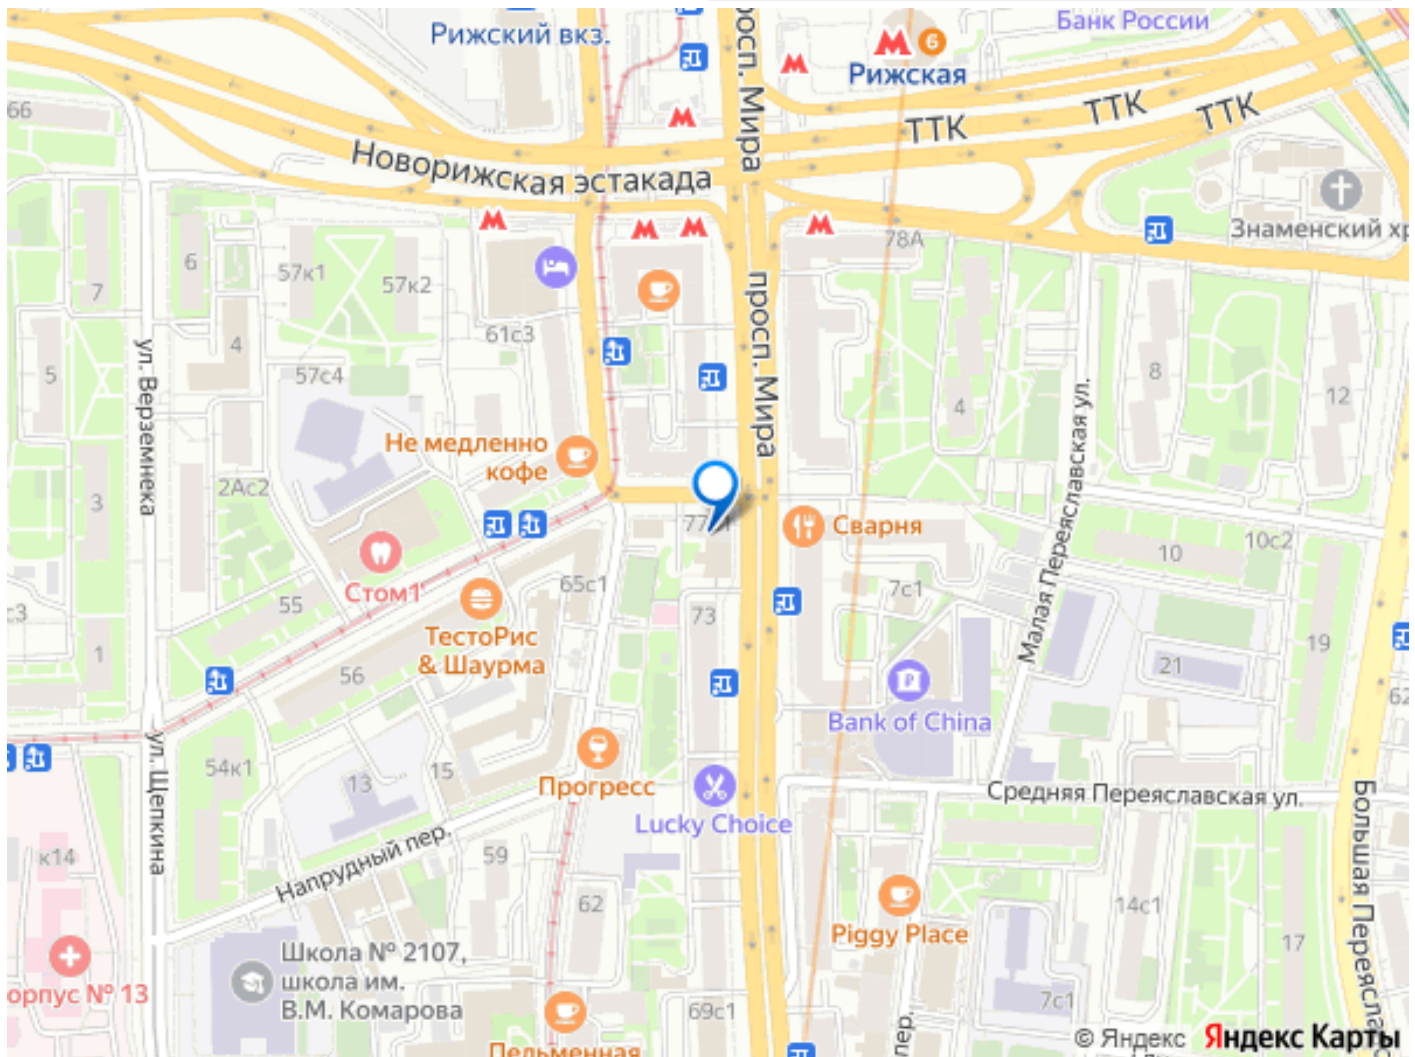 Рижский вкз.
просп. Мира
6
Рижская
Банк России
ТТК
ТТК
ТТК
66
Новорижская эстакада
Знаменский
78А
6
57к1
57к2
7
61с3
4
просп. Мира
ул. Верземнека
5
57с4
8
12
4
Не медленно
кофе
Малая Переяславская ул.
2Ас2
3
Сварня
10
10с2
Стом1
65с1
7с1
55
73
ТестоРис
& Шаурма
1
56
19
21
Bank of China
62
ул. Щепкина
54к1
13
15
Прогресс
Средняя Переяславская ул.
Lucky Choice
Напрудный пер.
к14
59
62
14с1
Piggy Place
17
Школа № 2107,
школа им.
В.М. Комарова
орпус № 13
69с1
7с1
пер.
Пельменная
Большая Переясла
© Яндекс Яндекс Карты